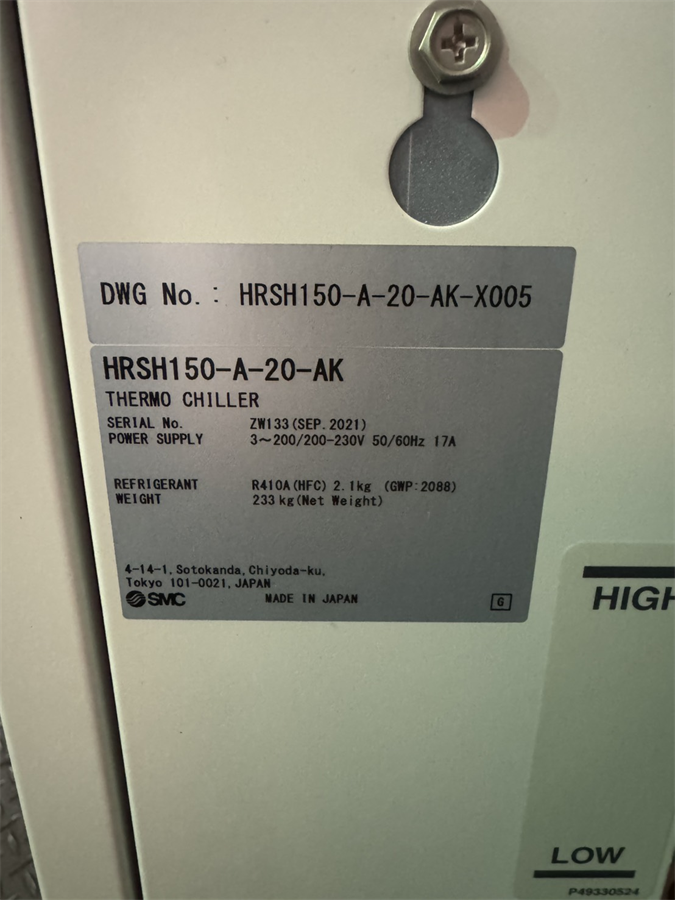 DWG No.: HRSH150-A-20-AK-X005
HRSH150-A-20-AK
THERMO CHILLER
SERIAL No. ZW133(SEP.2021)
POWER SUPPLY 3~200/200-230V 50/60Hz 17A
REFRIGERANT R410A(HFC) 2.1kg (GWP:2088)
WEIGHT 233kg(Net Weight)
4-14-1, Sotokanda, Chiyoda-ku,
Tokyo 101-0021, JAPAN
SMC MADE IN JAPAN G
HIGH
LOW
P49330524